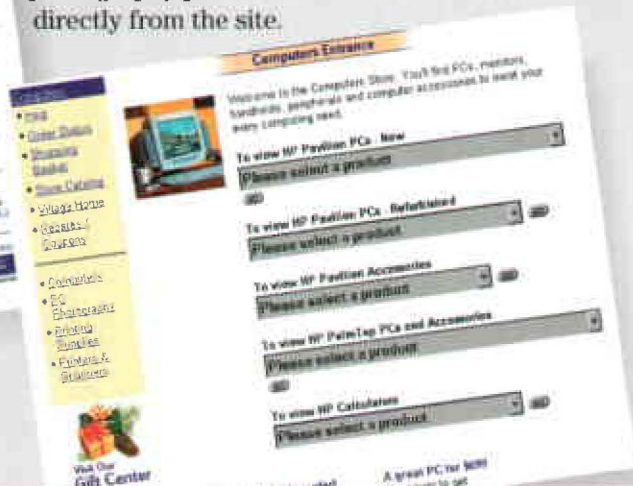 directly from the site.
Computers Entrance
Welcome to the Computers Store. You'll find PCs, monitors,
handhelds, peripherals and computer accessories to meet your
every computing need.
To view HP Pavilion PCs - New
Please select a product
To view HP Pavilion PCs - Refurbished
Please select a product
To view HP Pavilion Accessories
Please select a product
To view HP PalmTop PCs and Accessories
Please select a product
To view HP Calculators
Please select a product
A great PC for
to get
• Help
• Order Status
• Shopping
Basket
• Store Catalog
• Village Home
• Rebates /
Coupons
• Computers
• PC
Photography
• Printing
Supplies
• Printers &
Scanners
Visit Our
Gift Center